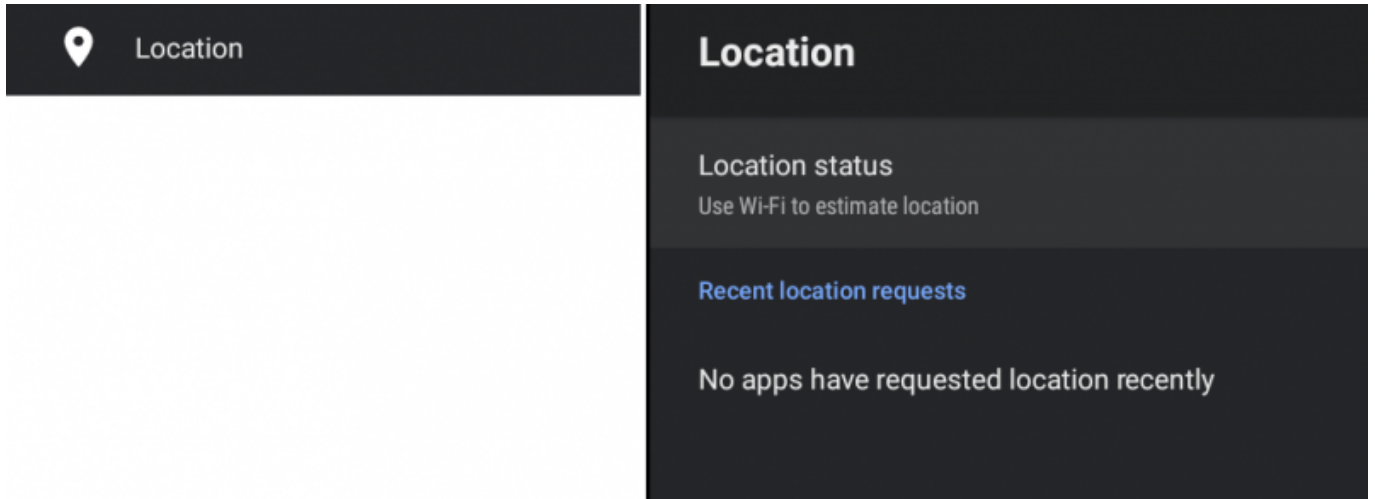 Location
Location
Location status
Use Wi-Fi to estimate location
Recent location requests
No apps have requested location recently